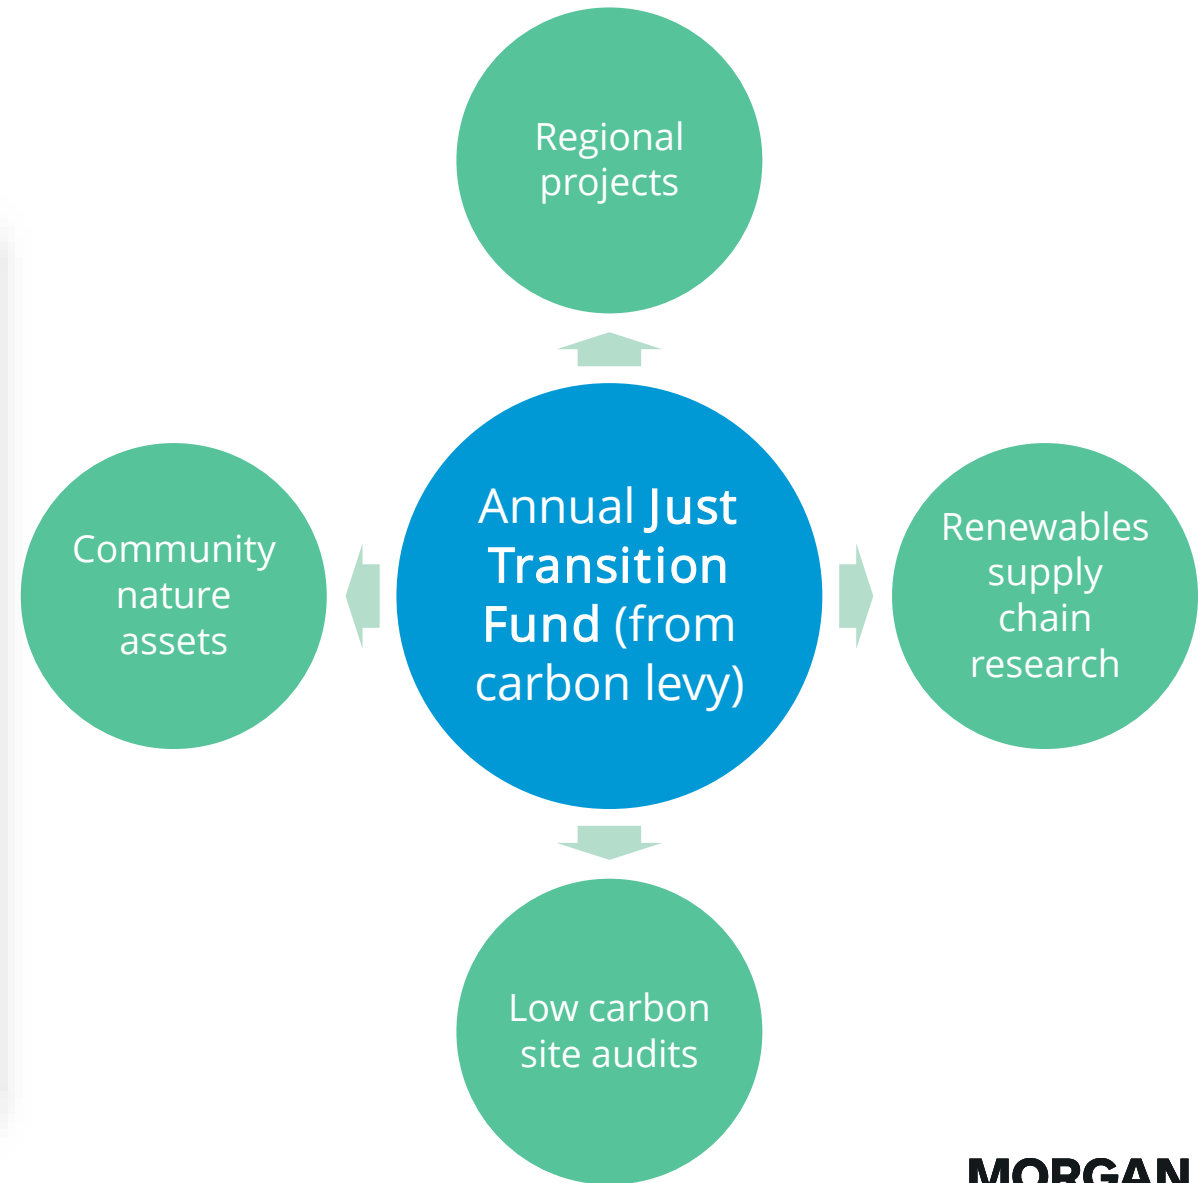 Regional
projects
Community
nature
assets
Annual Just
Transition
Fund (from
carbon levy)
Renewables
supply
chain
research
Low carbon
site audits
MORGAN